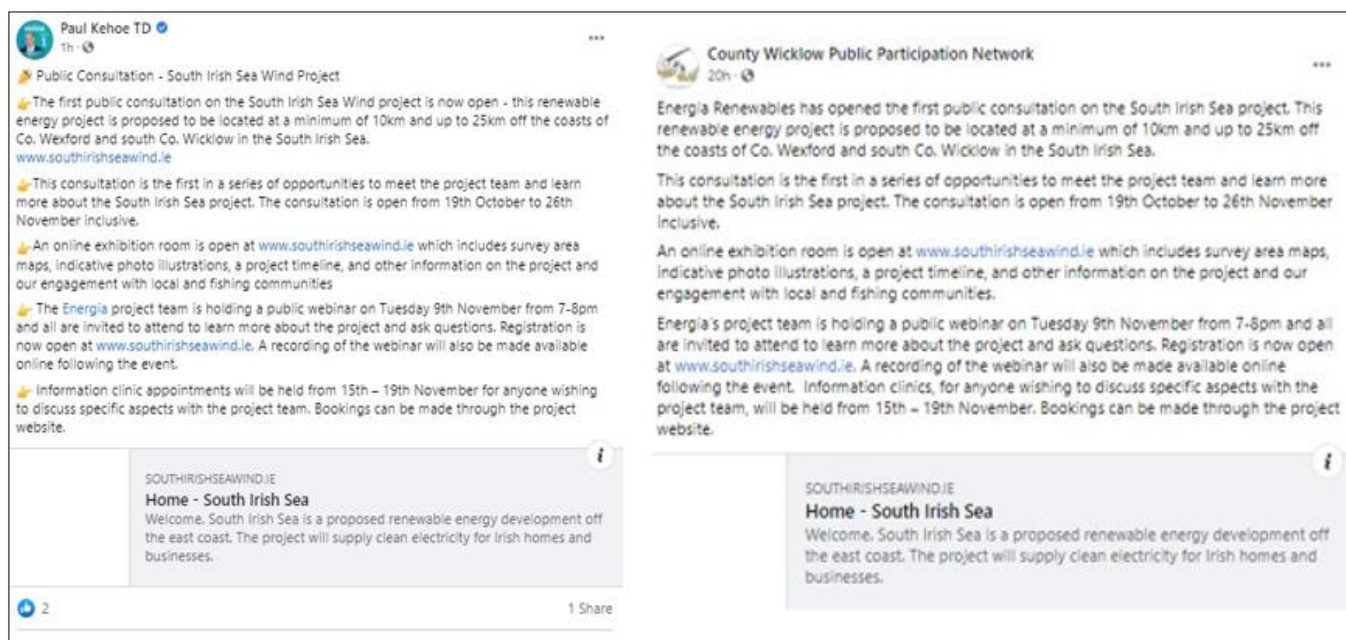 Paul Kehoe TD
1h
Public Consultation - South Irish Sea Wind Project
The first public consultation on the South Irish Sea Wind project is now open - this renewable
energy project is proposed to be located at a minimum of 10km and up to 25km off the coasts of
Co. Wexford and south Co. Wicklow in the South Irish Sea.
www.southirishseawind.ie
This consultation is the first in a series of opportunities to meet the project team and learn
more about the South Irish Sea project. The consultation is open from 19th October to 26th
November inclusive.
An online exhibition room is open at www.southirishseawind.ie which includes survey area
maps, indicative photo illustrations, a project timeline, and other information on the project and
our engagement with local and fishing communities
The Energia project team is holding a public webinar on Tuesday 9th November from 7-8pm
and all are invited to attend to learn more about the project and ask questions. Registration is
now open at www.southirishseawind.ie. A recording of the webinar will also be made available
online following the event.
Information clinic appointments will be held from 15th – 19th November for anyone wishing
to discuss specific aspects with the project team. Bookings can be made through the project
website.
SOUTHIRISHSEAWIND.IE
Home - South Irish Sea
Welcome. South Irish Sea is a proposed renewable energy development off
the east coast. The project will supply clean electricity for Irish homes and
businesses.
2
1 Share
County Wicklow Public Participation Network
20h
Energia Renewables has opened the first public consultation on the South Irish Sea project. This
renewable energy project is proposed to be located at a minimum of 10km and up to 25km off
the coasts of Co. Wexford and south Co. Wicklow in the South Irish Sea.
This consultation is the first in a series of opportunities to meet the project team and learn more
about the South Irish Sea project. The consultation is open from 19th October to 26th November
inclusive.
An online exhibition room is open at www.southirishseawind.ie which includes survey area maps,
indicative photo illustrations, a project timeline, and other information on the project and our
engagement with local and fishing communities.
Energia's project team is holding a public webinar on Tuesday 9th November from 7-8pm and all
are invited to attend to learn more about the project and ask questions. Registration is now open
at www.southirishseawind.ie. A recording of the webinar will also be made available online
following the event. Information clinics, for anyone wishing to discuss specific aspects with the
project team, will be held from 15th – 19th November. Bookings can be made through the project
website.
SOUTHIRISHSEAWIND.IE
Home - South Irish Sea
Welcome. South Irish Sea is a proposed renewable energy development off
the east coast. The project will supply clean electricity for Irish homes and
businesses.